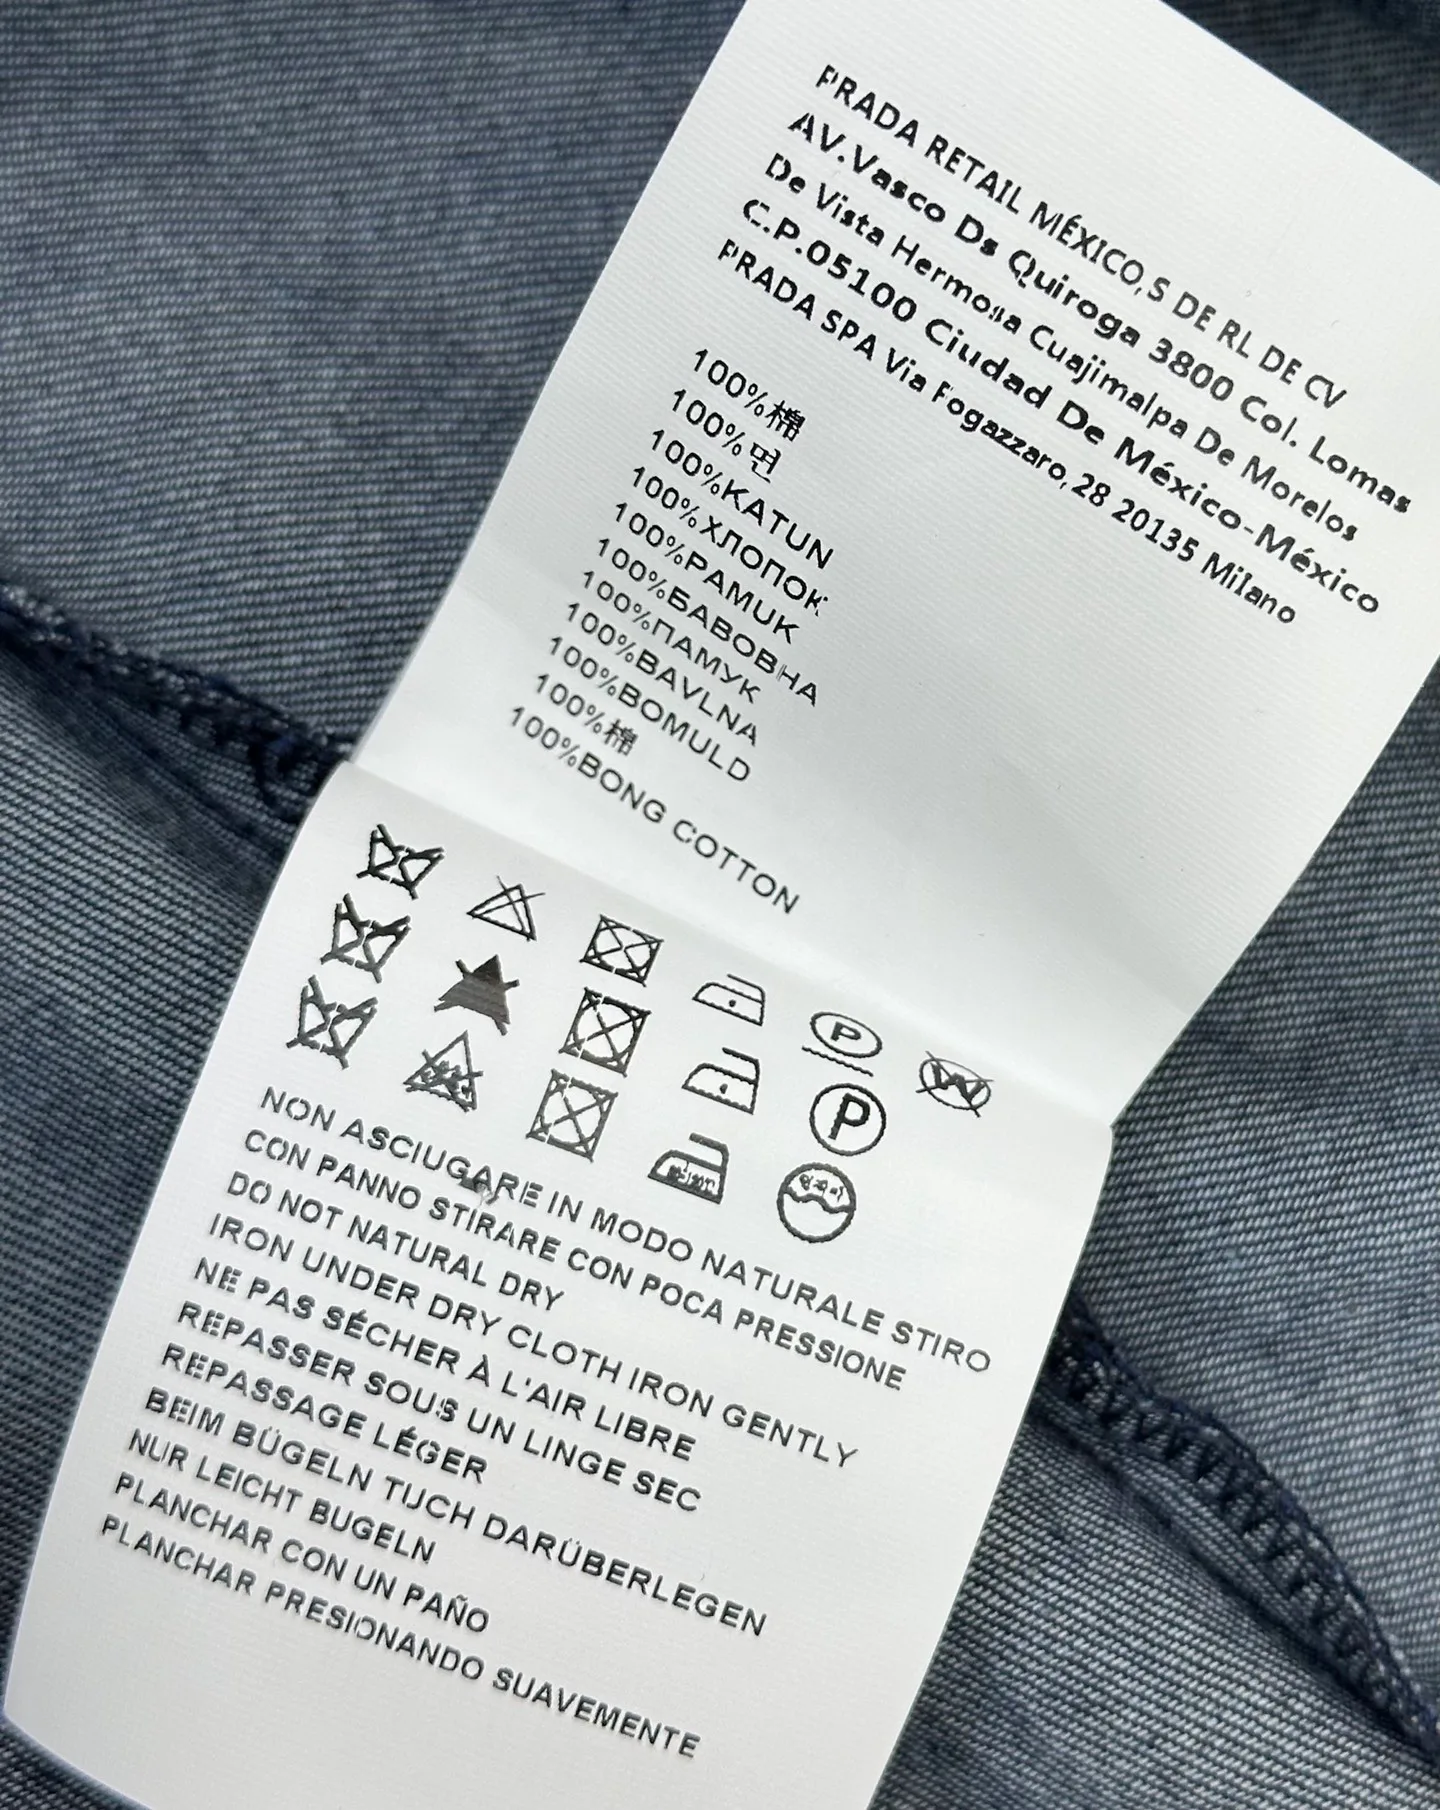 PRADA RETAIL MÉXICO,S DE RL DE CV
AV.Vasco Ds Quiroga 3800 Col. Lomas
De Vista Hermosa Cuajimalpa De Morelos
C.P.05100 Ciudad De México-México
PRADA SPA Via Fogazzaro,28 20135 Milano
100%棉
100%면
100%KATUN
100%ХЛОПОК
100%PAMUK
100%БАВОВНА
100%ПАМУК
100%BAVLNA
100%BOMULD
100%棉
100%BONG COTTON
P W
P
NON ASCIUGARE IN MODO NATURALE STIRO
CON PANNO STIRARE CON POCA PRESSIONE
DO NOT NATURAL DRY
IRON UNDER DRY CLOTH IRON GENTLY
NE PAS SÉCHER À L'AIR LIBRE
REPASSER SOUS UN LINGE SEC
REPASSAGE LÉGER
BEIM BÜGELN TUCH DARÜBERLEGEN
NUR LEICHT BUGELN
PLANCHAR CON UN PAÑO
PLANCHAR PRESIONANDO SUAVEMENTE